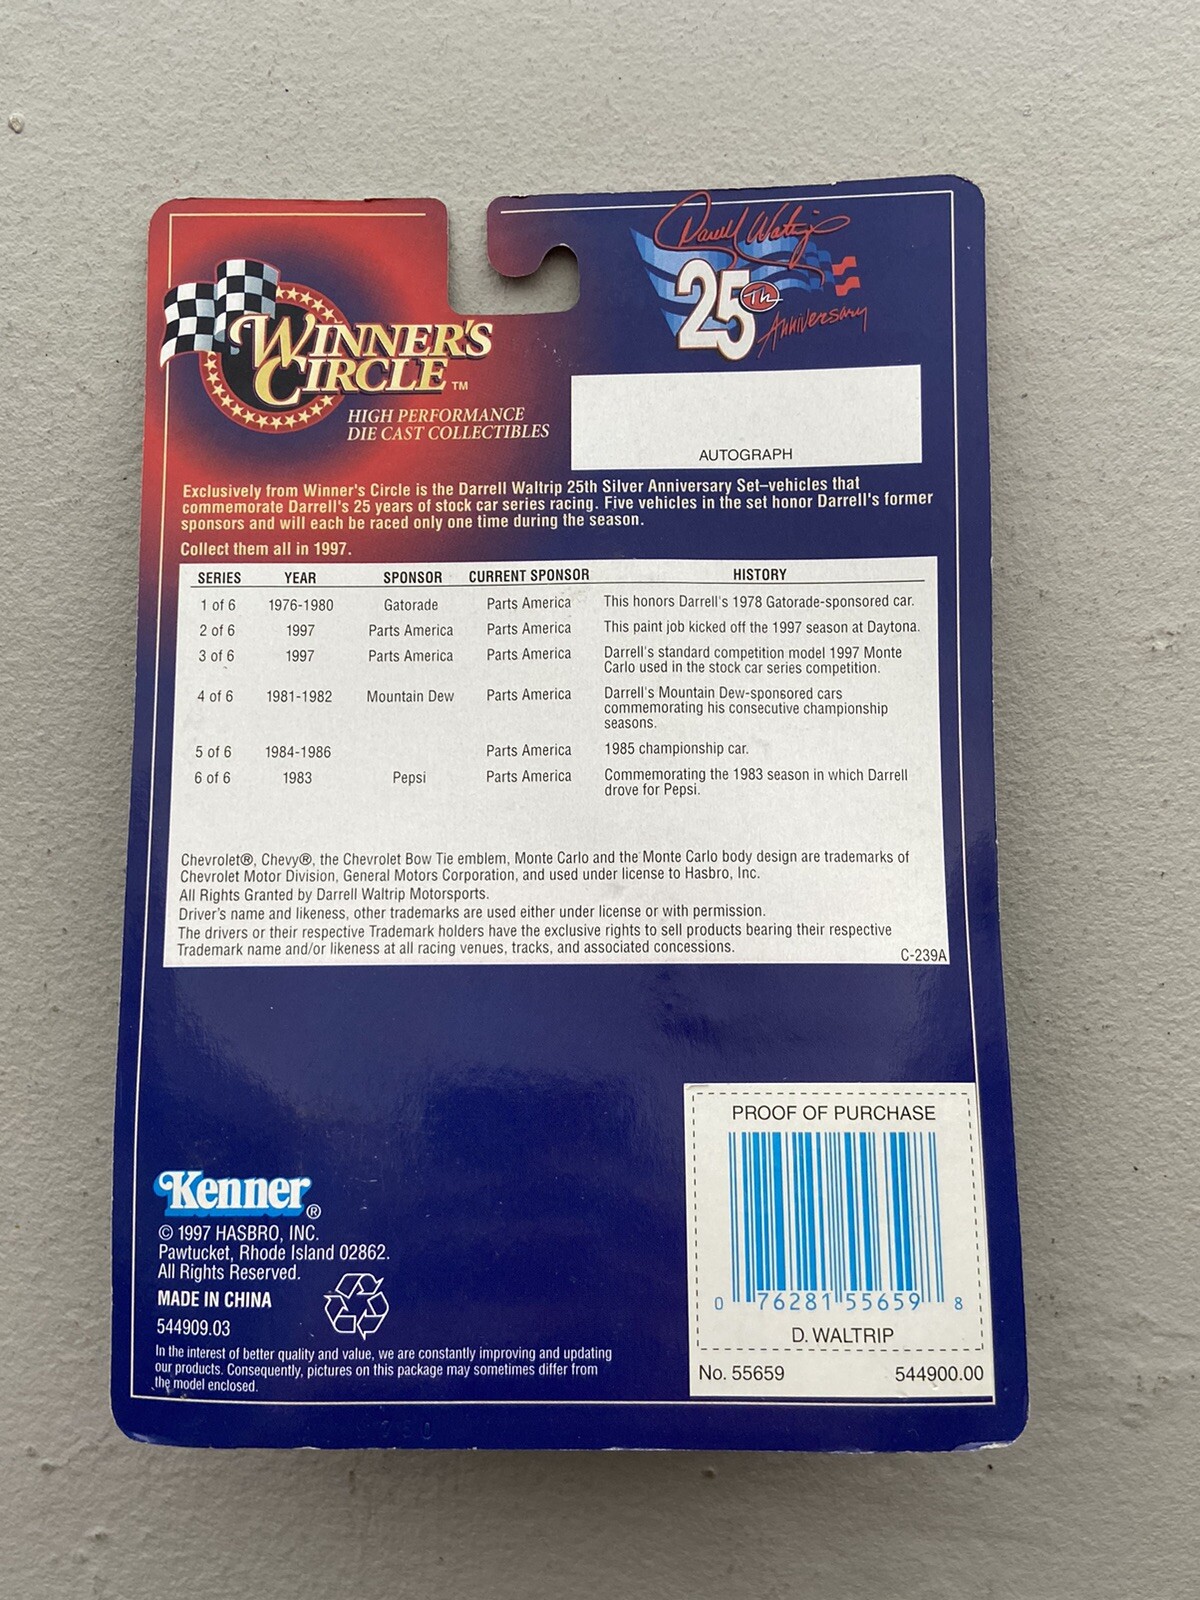 Darrell Waltrip
25Th
Anniversary
WINNER'S
CIRCLE™
HIGH PERFORMANCE
DIE CAST COLLECTIBLES
AUTOGRAPH
Exclusively from Winner's Circle is the Darrell Waltrip 25th Silver Anniversary Set–vehicles that
commemorate Darrell's 25 years of stock car series racing. Five vehicles in the set honor Darrell's former
sponsors and will each be raced only one time during the season.
Collect them all in 1997.
SERIES YEAR SPONSOR CURRENT SPONSOR HISTORY
1 of 6 1976-1980 Gatorade Parts America This honors Darrell's 1978 Gatorade-sponsored car.
2 of 6 1997 Parts America Parts America This paint job kicked off the 1997 season at Daytona.
3 of 6 1997 Parts America Parts America Darrell's standard competition model 1997 Monte
Carlo used in the stock car series competition.
4 of 6 1981-1982 Mountain Dew Parts America Darrell's Mountain Dew-sponsored cars
commemorating his consecutive championship
seasons.
5 of 6 1984-1986 Parts America 1985 championship car.
6 of 6 1983 Pepsi Parts America Commemorating the 1983 season in which Darrell
drove for Pepsi.
Chevrolet®, Chevy®, the Chevrolet Bow Tie emblem, Monte Carlo and the Monte Carlo body design are trademarks of
Chevrolet Motor Division, General Motors Corporation, and used under license to Hasbro, Inc.
All Rights Granted by Darrell Waltrip Motorsports.
Driver's name and likeness, other trademarks are used either under license or with permission.
The drivers or their respective Trademark holders have the exclusive rights to sell products bearing their respective
Trademark name and/or likeness at all racing venues, tracks, and associated concessions.
C-239A
PROOF OF PURCHASE
0 76281 55659 8
D. WALTRIP
No. 55659 544900.00
Kenner®
© 1997 HASBRO, INC.
Pawtucket, Rhode Island 02862.
All Rights Reserved.
MADE IN CHINA
544909.03
In the interest of better quality and value, we are constantly improving and updating
our products. Consequently, pictures on this package may sometimes differ from
the model enclosed.